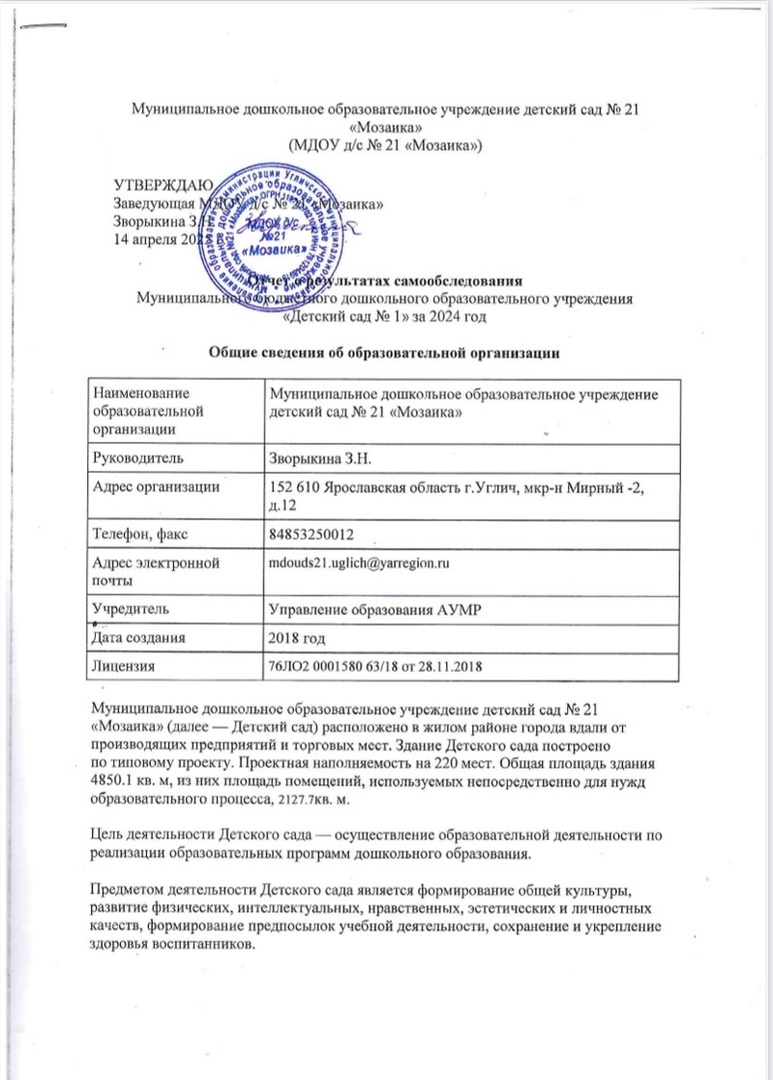 Муниципальное дошкольное образовательное учреждение детский сад № 21
«Мозаика»
(МДОУ д/с № 21 «Мозаика»)
УТВЕРЖДАЮ
Заведующая МДОУ д/с № 21 «Мозаика»
Зворыкина З.Н.
14 апреля
МДОУ д/с
№21
«Мозаика»
Отчет о результатах самообследования
Муниципального бюджетного дошкольного образовательного учреждения
«Детский сад № 1» за 2024 год
Общие сведения об образовательной организации
Наименование
образовательной
организации
Муниципальное дошкольное образовательное учреждение
детский сад № 21 «Мозаика»
Руководитель
Зворыкина З.Н.
Адрес организации
152 610 Ярославская область г.Углич, мкр-н Мирный -2,
д.12
Телефон, факс
84853250012
Адрес электронной
почты
mdouds21.uglich@yarregion.ru
Учредитель
Управление образования АУМР
Дата создания
2018 год
Лицензия
76ЛО2 0001580 63/18 от 28.11.2018
Муниципальное дошкольное образовательное учреждение детский сад № 21
«Мозаика» (далее — Детский сад) расположено в жилом районе города вдали от
производящих предприятий и торговых мест. Здание Детского сада построено
по типовому проекту. Проектная наполняемость на 220 мест. Общая площадь здания
4850.1 кв. м, из них площадь помещений, используемых непосредственно для нужд
образовательного процесса, 2127.7кв. м.
Цель деятельности Детского сада — осуществление образовательной деятельности по
реализации образовательных программ дошкольного образования.
Предметом деятельности Детского сада является формирование общей культуры,
развитие физических, интеллектуальных, нравственных, эстетических и личностных
качеств, формирование предпосылок учебной деятельности, сохранение и укрепление
здоровья воспитанников.